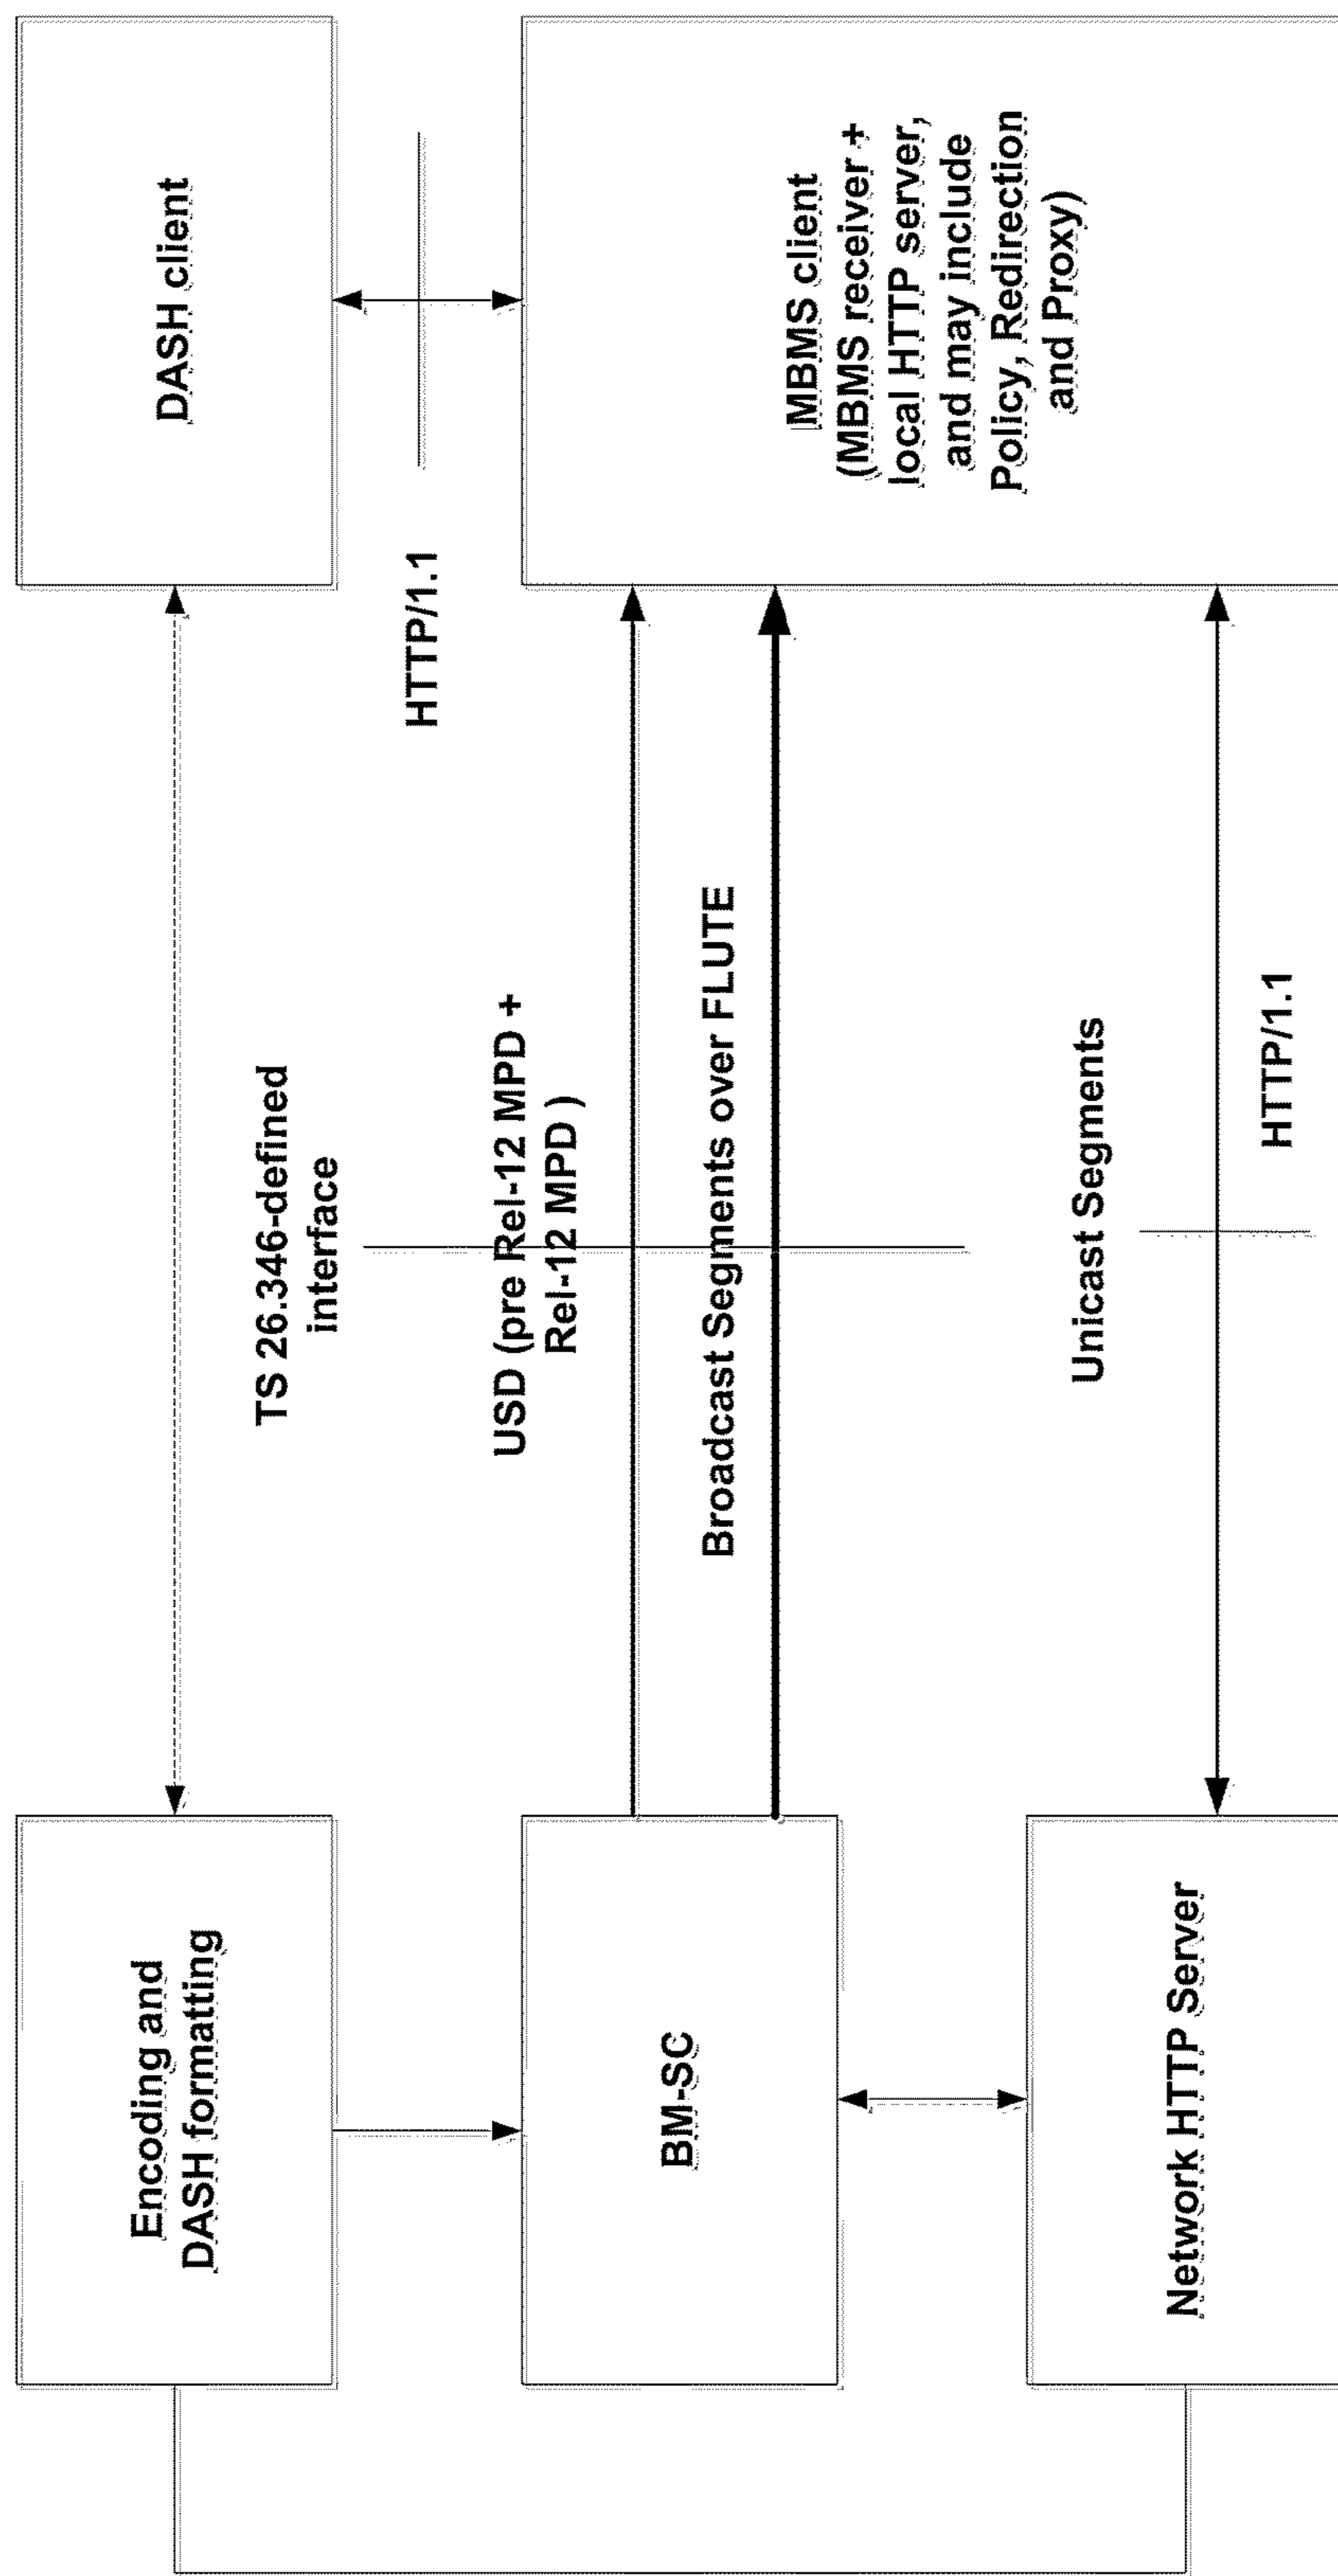 Encoding and
DASH formatting
DASH client
TS 26.346-defined
interface
HTTP/1.1
USD (pre Rel-12 MPD +
Rel-12 MPD )
BM-SC
Broadcast Segments over FLUTE
MBMS client
(MBMS receiver +
local HTTP server,
and may include
Policy, Redirection
and Proxy)
Unicast Segments
Network HTTP Server
HTTP/1.1